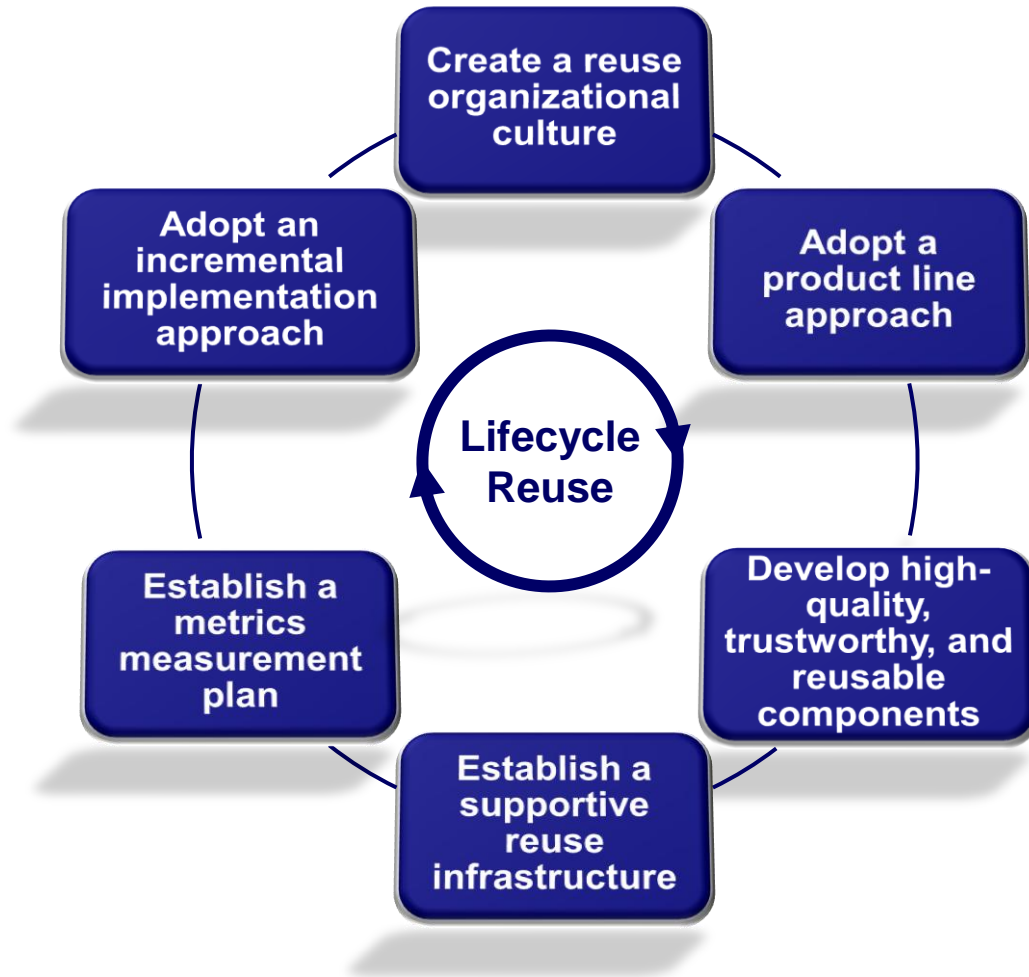 Create a reuse
organizational
culture
Adopt a
product line
approach
Develop high-
quality,
trustworthy, and
reusable
components
Establish a
supportive
reuse
infrastructure
Establish a
metrics
measurement
plan
Adopt an
incremental
implementation
approach
Lifecycle
Reuse